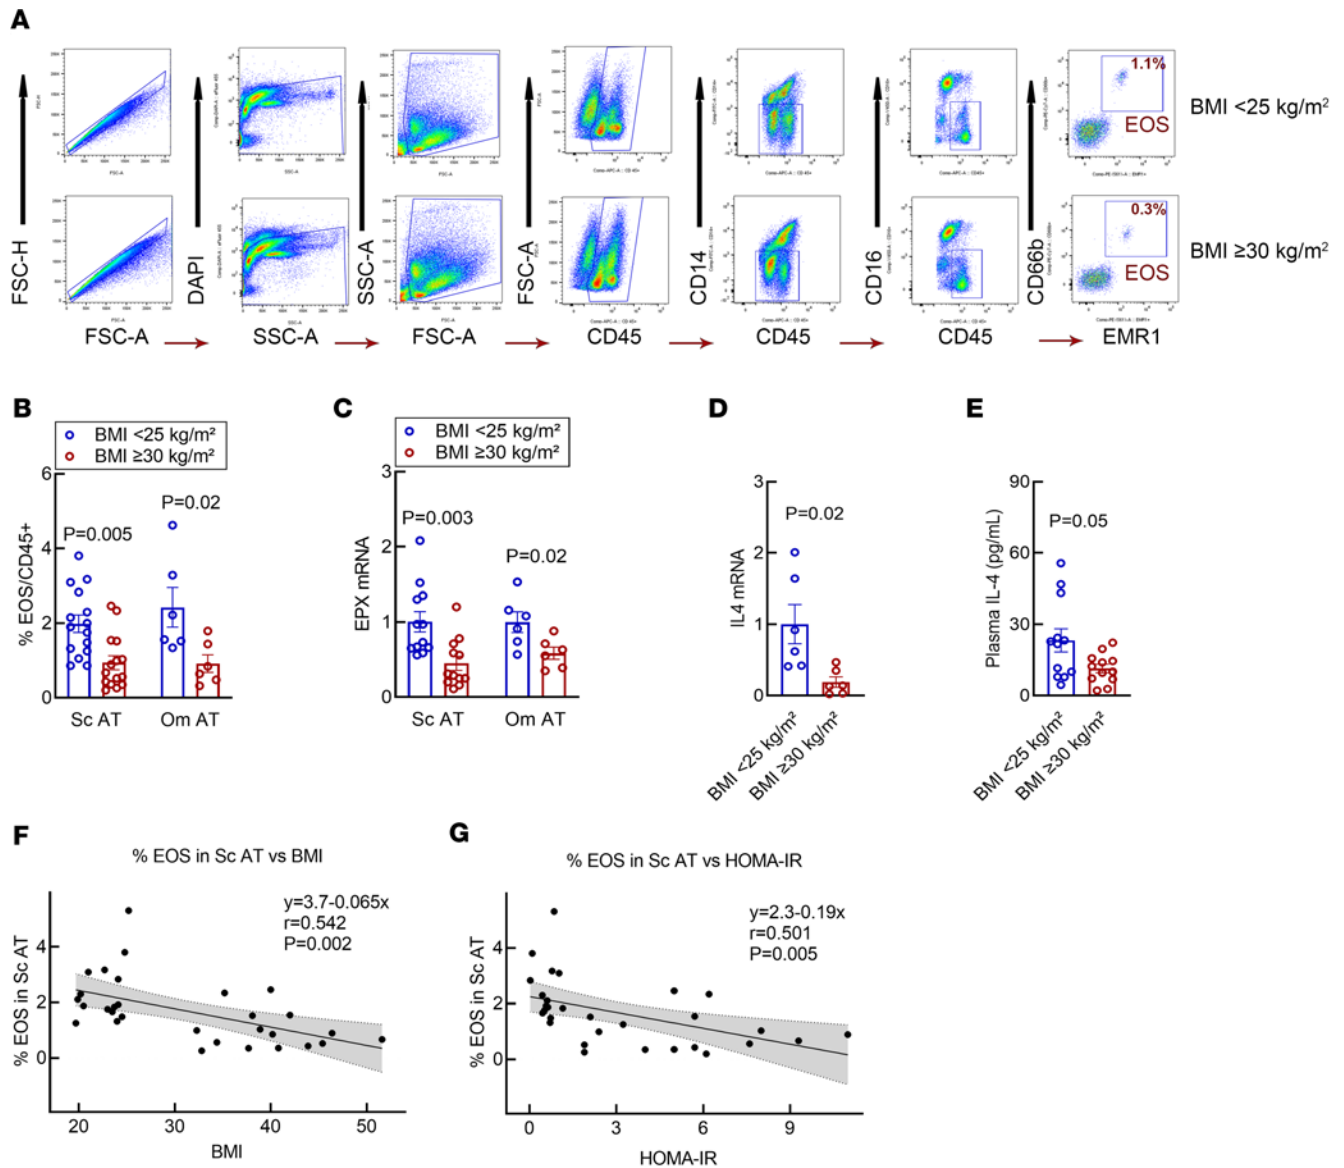 A
FSC-H
DAPI
SSC-A
FSC-A
CD14
CD16
CD66b
1.1%
EOS
BMI <25 kg/m²
0.3%
EOS
BMI ≥30 kg/m²
FSC-A
SSC-A
FSC-A
CD45
CD45
CD45
EMR1
B
BMI <25 kg/m²
BMI ≥30 kg/m²
% EOS/CD45+
6
4
2
0
P=0.005
P=0.02
Sc AT
Om AT
C
BMI <25 kg/m²
BMI ≥30 kg/m²
EPX mRNA
3
2
1
0
P=0.003
P=0.02
Sc AT
Om AT
D
IL4 mRNA
3
2
1
0
P=0.02
BMI <25 kg/m²
BMI ≥30 kg/m²
E
Plasma IL-4 (pg/mL)
90
60
30
0
P=0.05
BMI <25 kg/m²
BMI ≥30 kg/m²
F
% EOS in Sc AT vs BMI
y=3.7-0.065x
r=0.542
P=0.002
% EOS in Sc AT
4
2
0
20
30
40
50
BMI
G
% EOS in Sc AT vs HOMA-IR
y=2.3-0.19x
r=0.501
P=0.005
% EOS in Sc AT
4
2
0
0
3
6
9
HOMA-IR